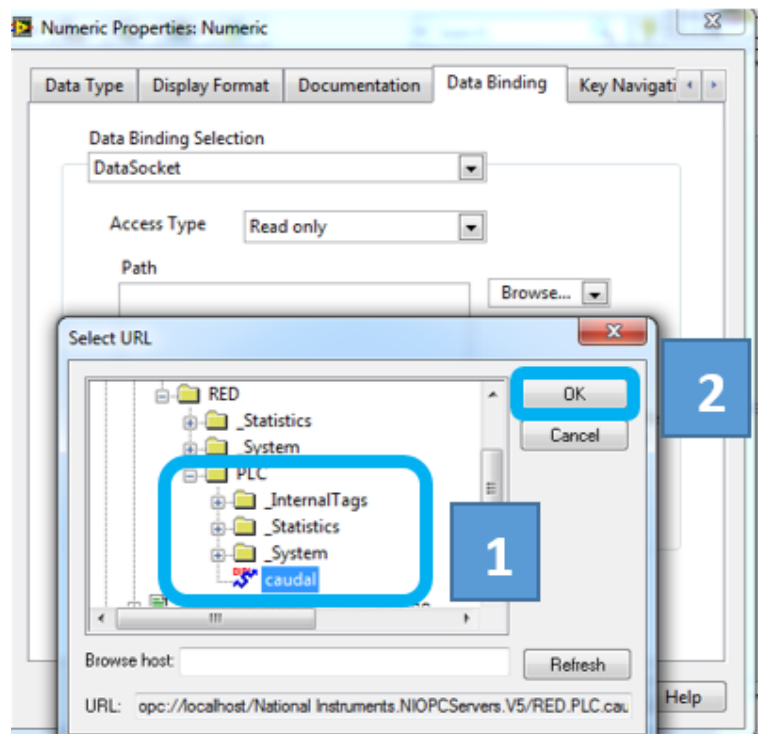 Numeric Properties: Numeric
Data Type Display Format Documentation Data Binding Key Navigati
Data Binding Selection
DataSocket
Access Type Read only
Path
Browse...
Select URL
RED
_Statistics
_System
PLC
_InternalTags
_Statistics
_System
caudal
OK
Cancel
2
1
Browse host:
Refresh
URL: opc://localhost/National Instruments.NIOPCServers.V5/RED.PLC.cau
Help